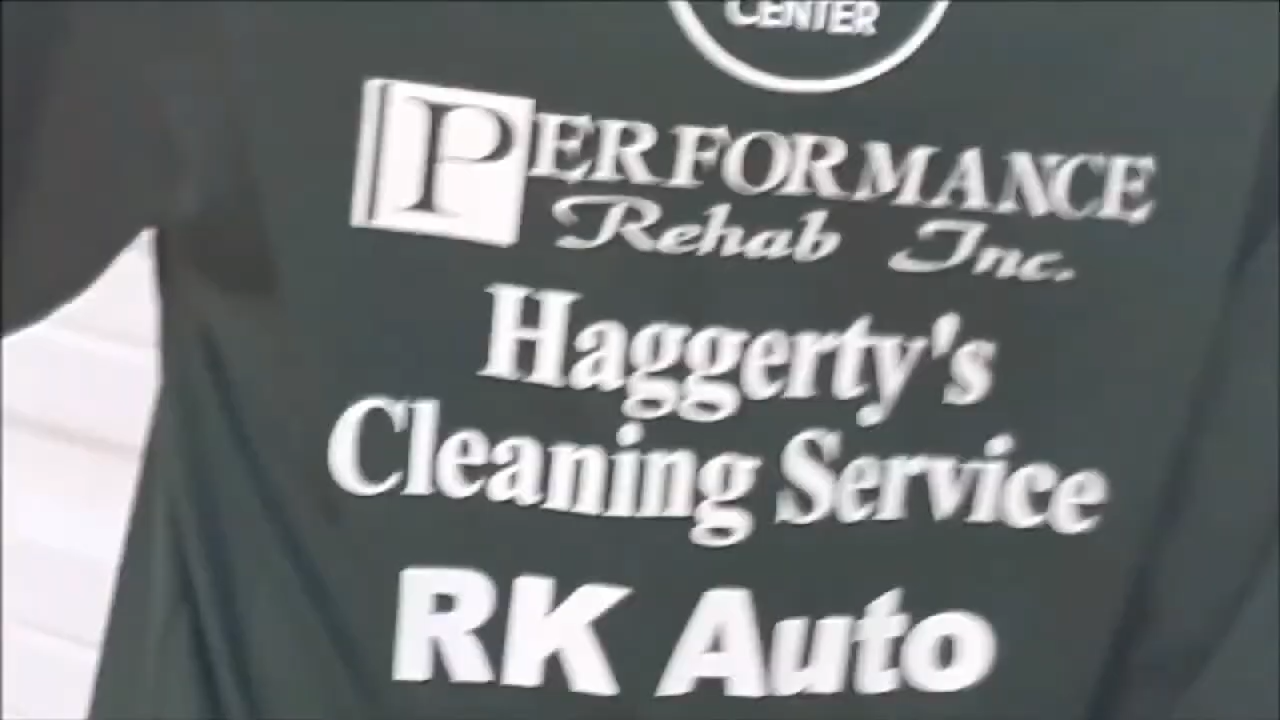 CENTER
PERFORMANCE
Rehab Inc.
Haggerty's
Cleaning Service
RK Auto